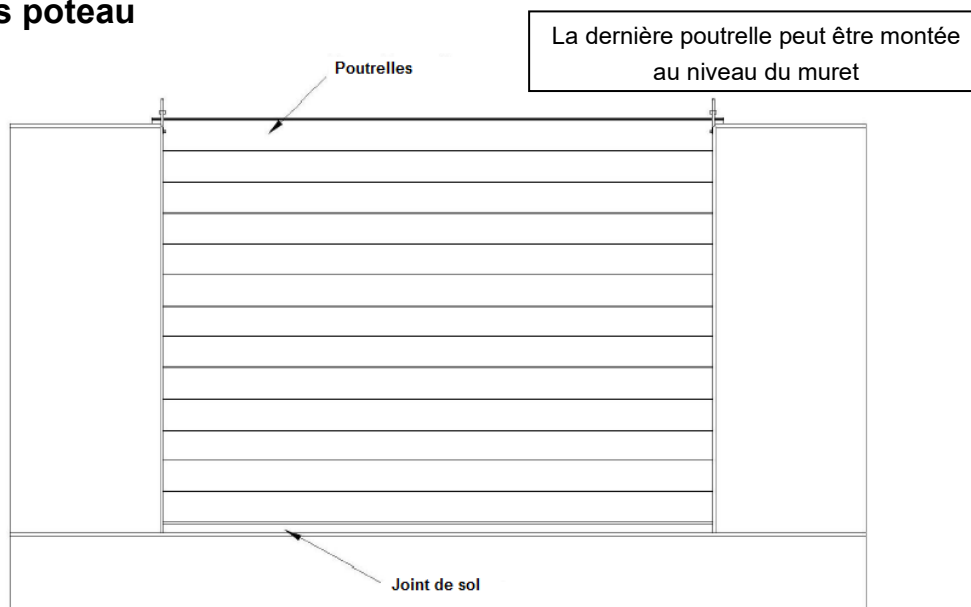 s poteau
La dernière poutrelle peut être montée
au niveau du muret
Poutrelles
Joint de sol